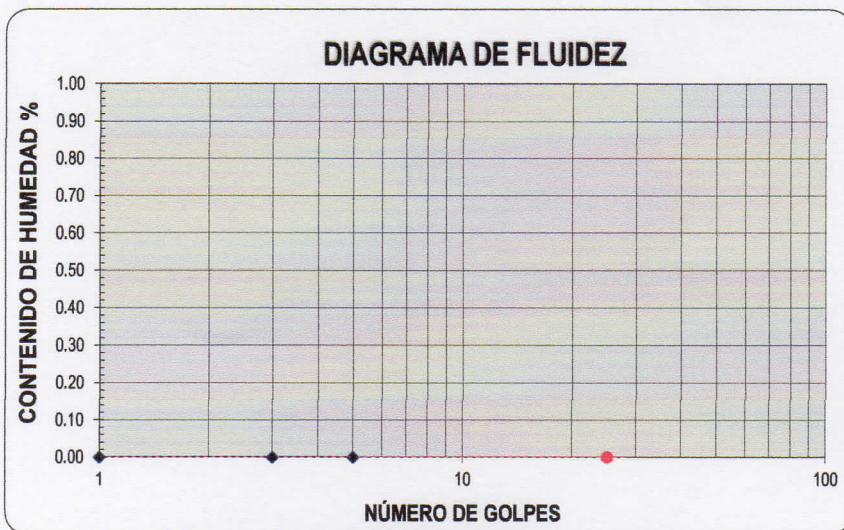 DIAGRAMA DE FLUIDEZ
CONTENIDO DE HUMEDAD %
1.00
0.90
0.80
0.70
0.60
0.50
0.40
0.30
0.20
0.10
0.00
1 10 100
NÚMERO DE GOLPES